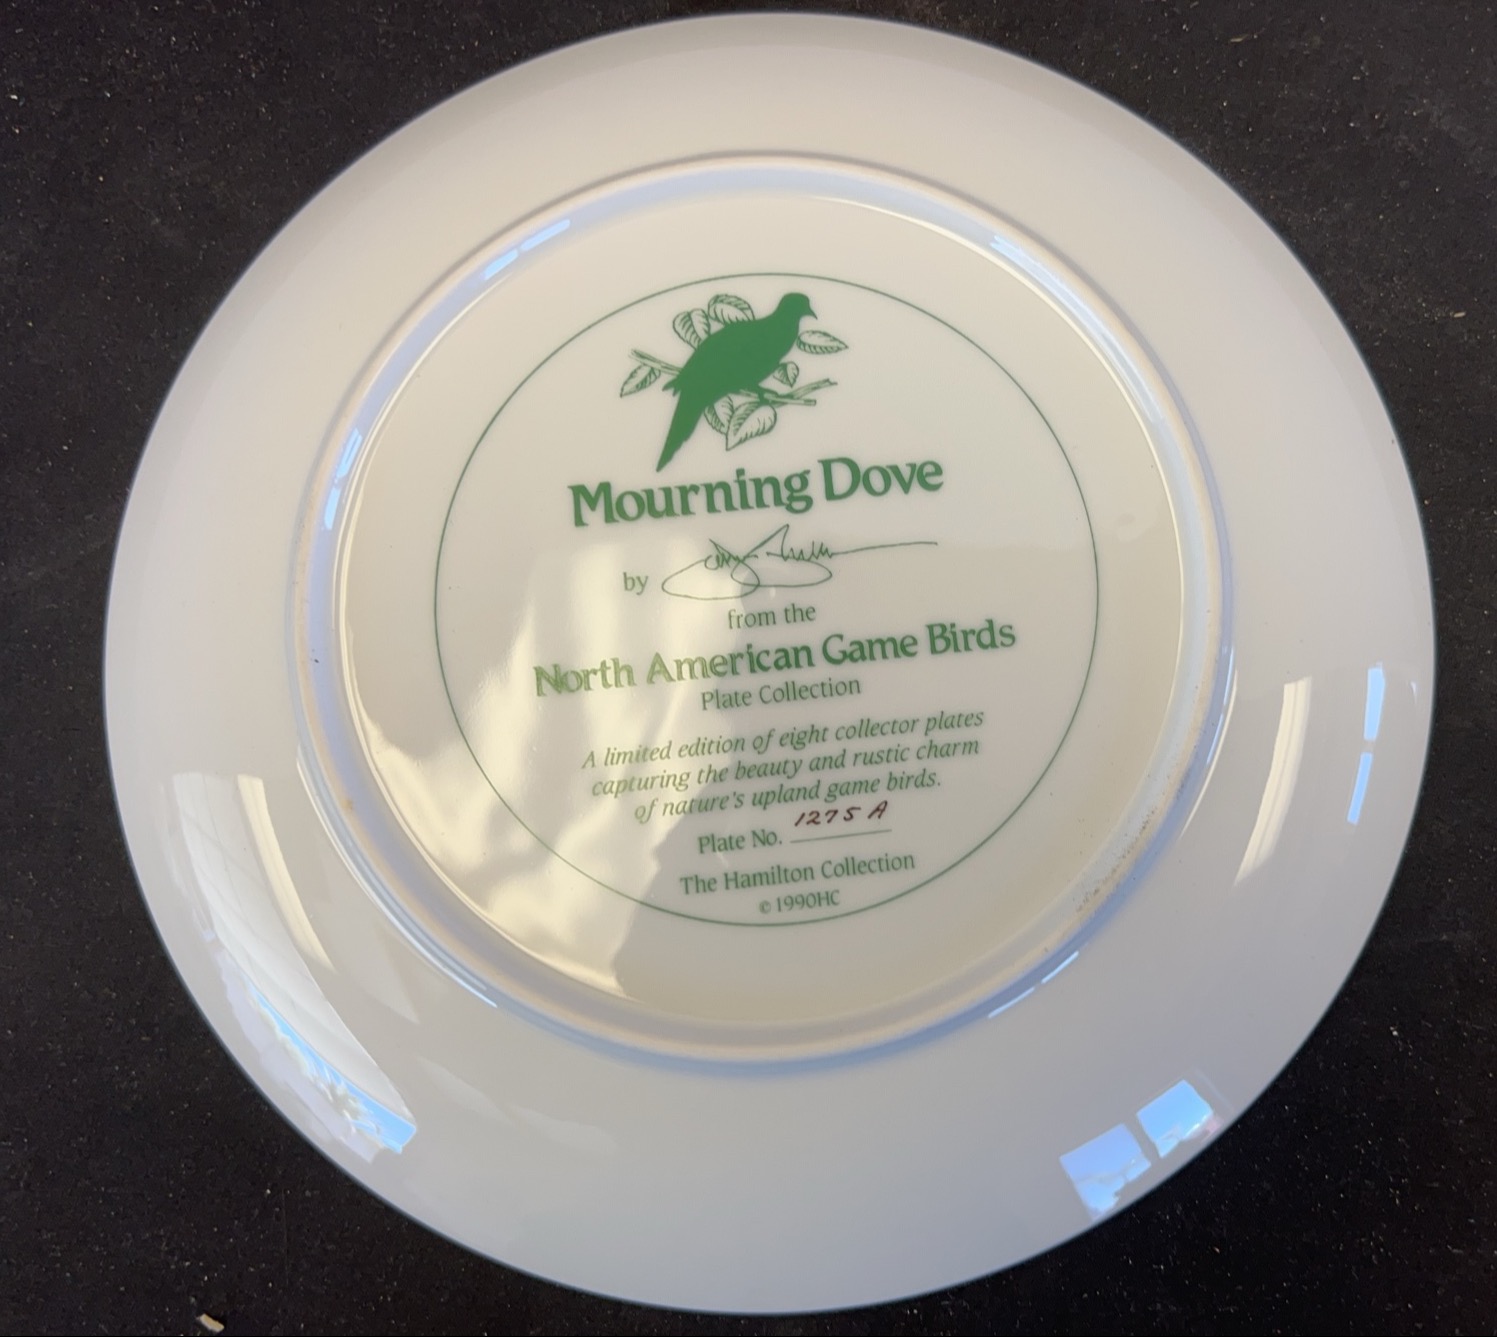 Mourning Dove
by
from the
North American Game Birds
Plate Collection
A limited edition of eight collector plates
capturing the beauty and rustic charm
of nature's upland game birds.
Plate No. 1275 A
The Hamilton Collection
© 1990HC